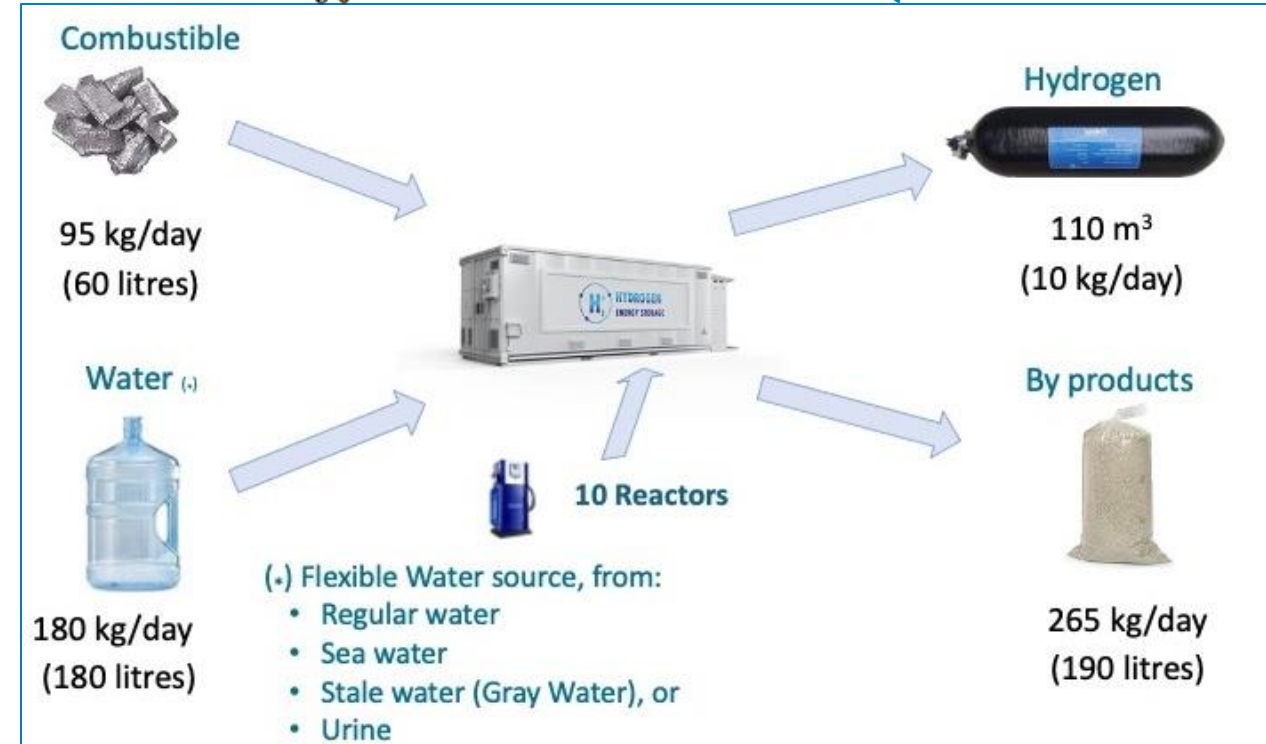 Combustible
95 kg/day
(60 litres)
Water (•)
180 kg/day
(180 litres)
HYDROGEN
ENERGY STORAGE
10 Reactors
(•) Flexible Water source, from:
• Regular water
• Sea water
• Stale water (Gray Water), or
• Urine
Hydrogen
110 m³
(10 kg/day)
By products
265 kg/day
(190 litres)